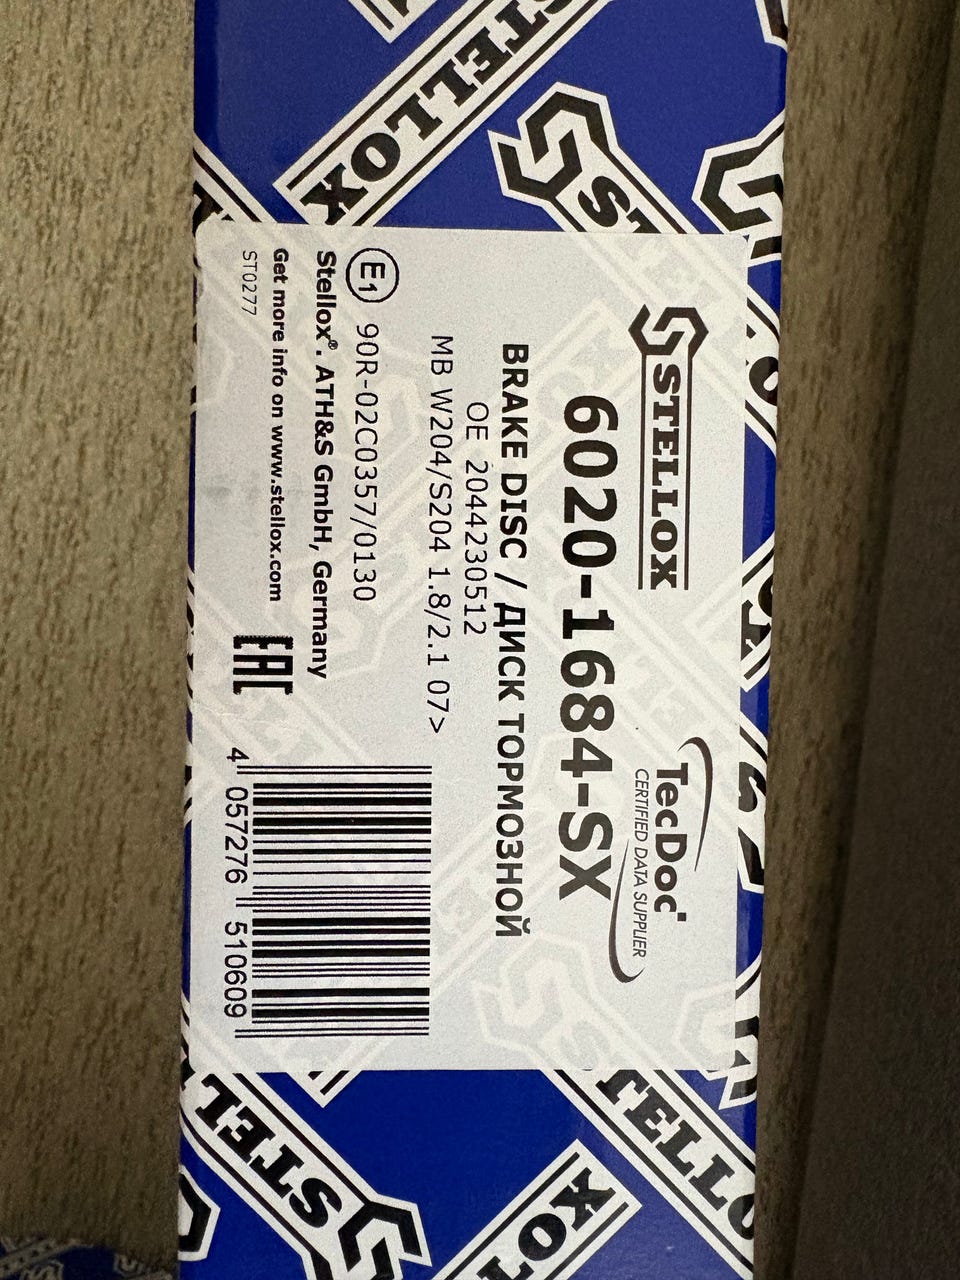 STELLOX
TecDoc
CERTIFIED DATA SUPPLIER
6020-1684-SX
BRAKE DISC / ДИСК ТОРМОЗНОЙ
OE 2044230512
MB W204/S204 1.8/2.1 07>
E1 90R-02C0357/0130
Stellox®. ATH&S GmbH, Germany
Get more info on www.stellox.com
ST0277
EAC
4 057276 510609
STELLOX
STELLOX